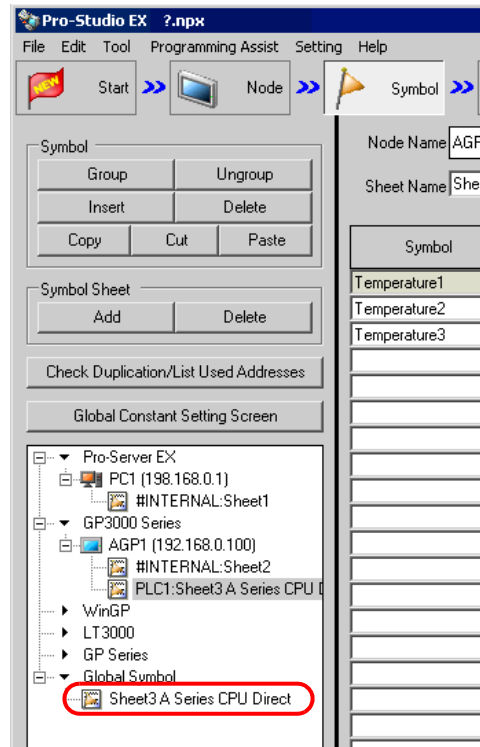 Pro-Studio EX ?.npx
File Edit Tool Programming Assist Setting Help
NEW Start Node Symbol
Symbol
Group Ungroup
Insert Delete
Copy Cut Paste
Symbol Sheet
Add Delete
Check Duplication/List Used Addresses
Global Constant Setting Screen
Pro-Server EX
PC1 (198.168.0.1)
#INTERNAL:Sheet1
GP3000 Series
AGP1 (192.168.0.100)
#INTERNAL:Sheet2
PLC1:Sheet3 A Series CPU D
WinGP
LT3000
GP Series
Global Symbol
Sheet3 A Series CPU Direct
Node Name AGP
Sheet Name She
Symbol
Temperature1
Temperature2
Temperature3